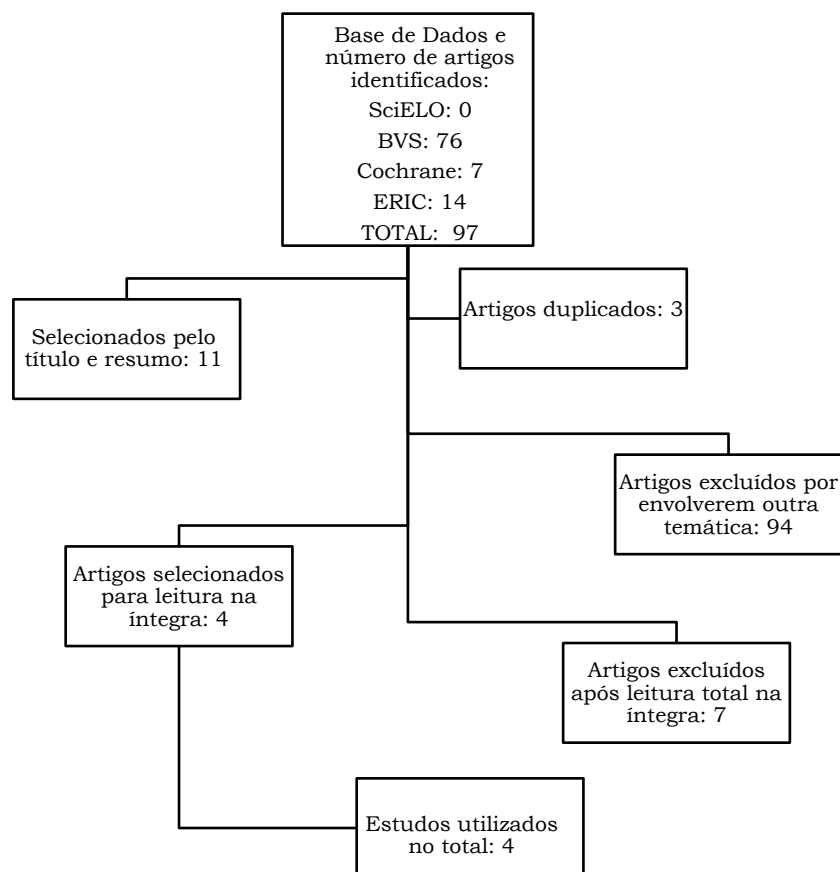 Base de Dados e
número de artigos
identificados:
SciELO: 0
BVS: 76
Cochrane: 7
ERIC: 14
TOTAL: 97
Selecionados pelo
título e resumo: 11
Artigos duplicados: 3
Artigos excluídos por
envolverem outra
temática: 94
Artigos selecionados
para leitura na
íntegra: 4
Artigos excluídos
após leitura total na
íntegra: 7
Estudos utilizados
no total: 4